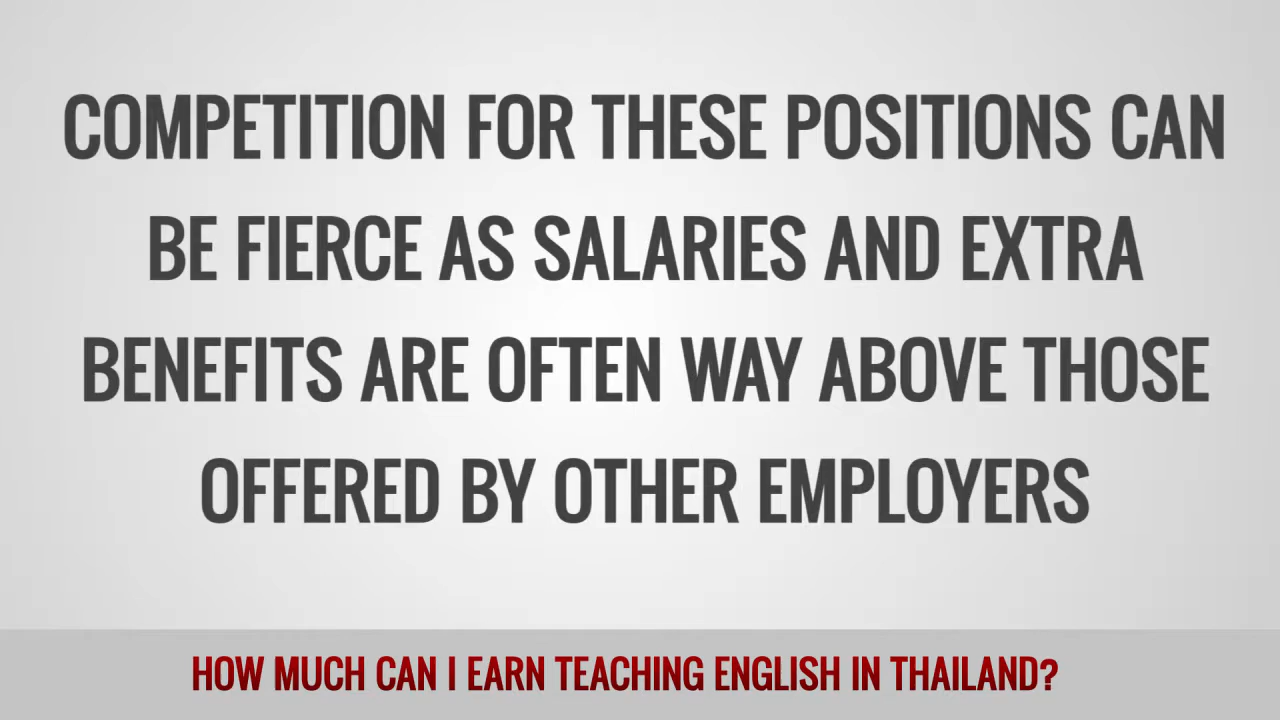 COMPETITION FOR THESE POSITIONS CAN
BE FIERCE AS SALARIES AND EXTRA
BENEFITS ARE OFTEN WAY ABOVE THOSE
OFFERED BY OTHER EMPLOYERS
HOW MUCH CAN I EARN TEACHING ENGLISH IN THAILAND?